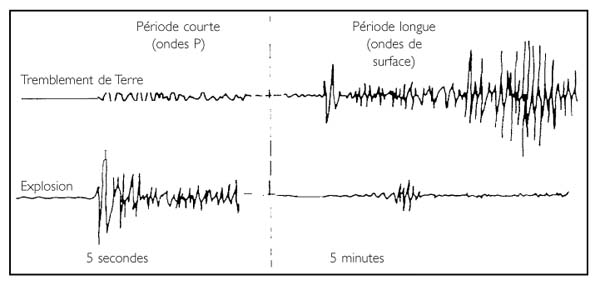 Période courte
(ondes P)
Période longue
(ondes de
surface)
Tremblement de Terre
Explosion
5 secondes
5 minutes